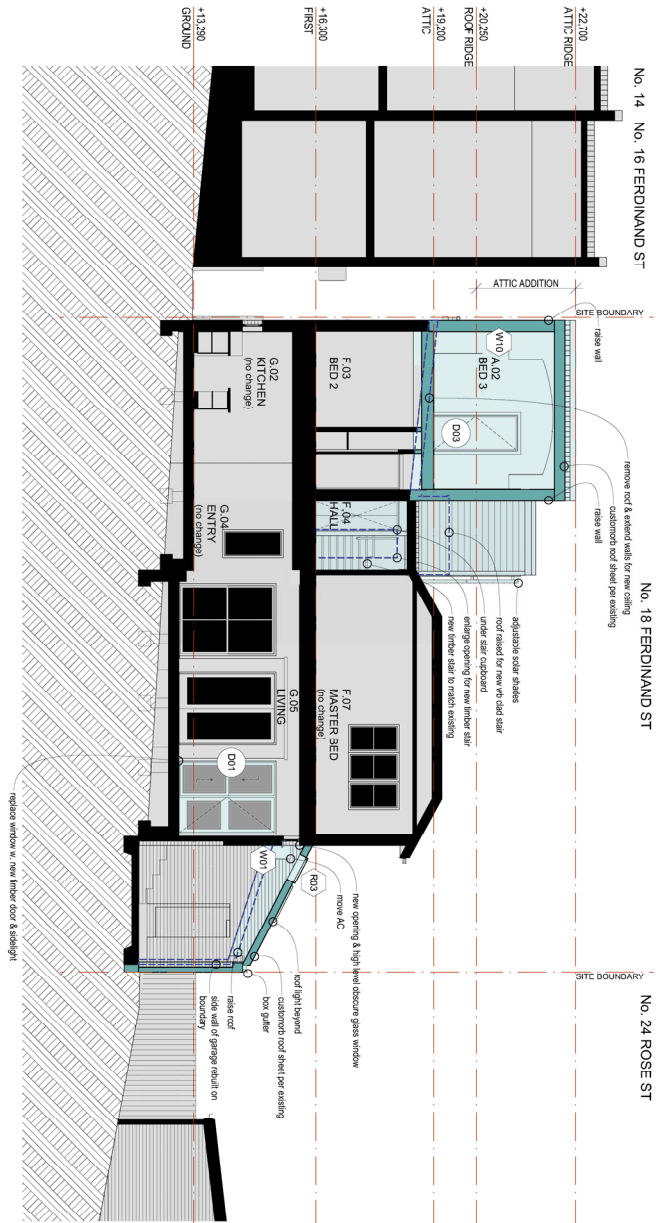 No. 14
No. 16 FERDINAND ST
No. 18 FERDINAND ST
No. 24 ROSE ST
+22,700
ATTIC RIDGE
+20,250
ROOF RIDGE
+19,200
ATTIC
+16,300
FIRST
+13,290
GROUND
ATTIC ADDITION
SITE BOUNDARY
SITE BOUNDARY
raise wall
remove roof & extend walls for new ceiling
customorb roof sheet per existing
raise wall
adjustable solar shades
roof raised for new wb clad stair
under stair cupboard
enlarge opening for new timber stair
new timber stair to match existing
W10
A.02
BED 3
D03
F.03
BED 2
F.04
HALL
F.07
MASTER BED
(no change)
G.02
KITCHEN
(no change)
G.04
ENTRY
(no change)
G.05
LIVING
D01
W01
R03
new opening & high level obscure glass window
move AC
roof light beyond
customorb roof sheet per existing
box gutter
raise roof
side wall of garage rebuilt on
boundary
replace window w. new timber door & sidelight